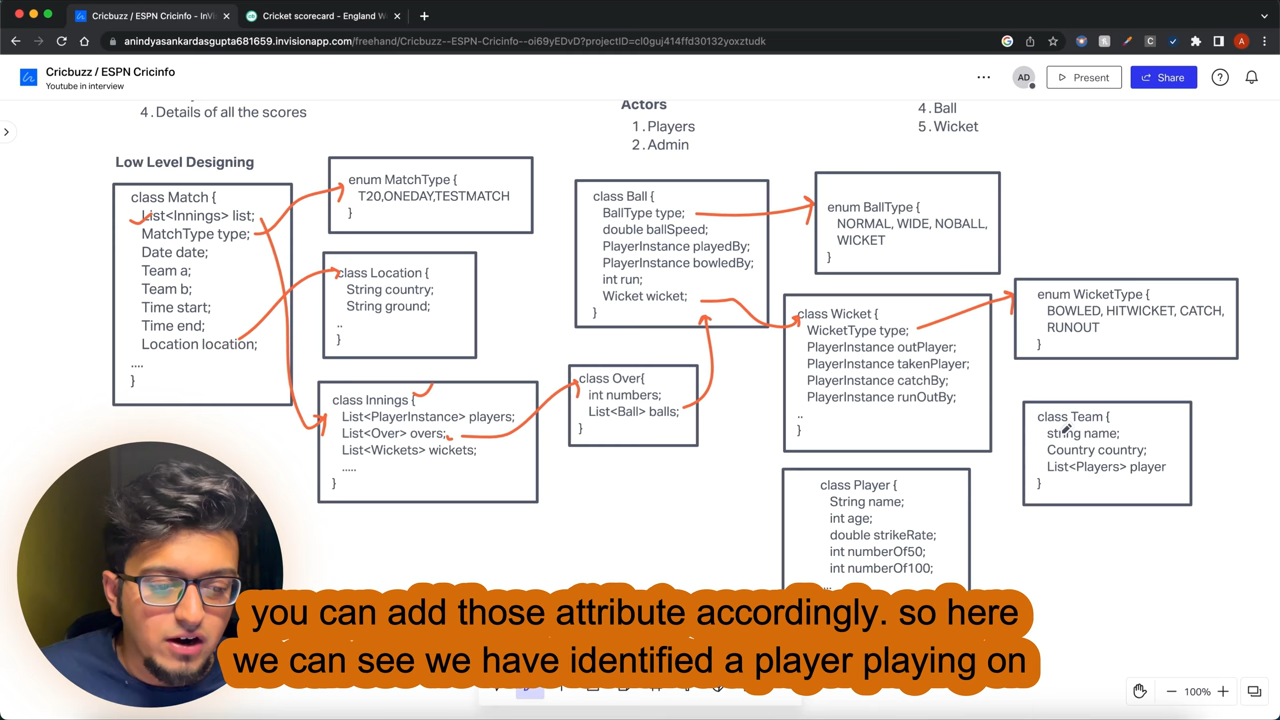 Cricbuzz / ESPN Cricinfo - InVi
Cricket scorecard - England W
anindyasankardasgupta681659.invisionapp.com/freehand/Cricbuzz--ESPN-Cricinfo--oi69yEDvD?projectID=cl0guj414ffd30132yoxztudk
Cricbuzz / ESPN Cricinfo
Youtube in interview
AD
Present
Share
4. Details of all the scores
Actors
1. Players
2. Admin
4. Ball
5. Wicket
Low Level Designing
class Match {
List<Innings> list;
MatchType type;
Date date;
Team a;
Team b;
Time start;
Time end;
Location location;
....
}
enum MatchType {
T20,ONEDAY,TESTMATCH
}
class Location {
String country;
String ground;
..
}
class Innings {
List<PlayerInstance> players;
List<Over> overs;
List<Wickets> wickets;
.....
}
class Ball {
BallType type;
double ballSpeed;
PlayerInstance playedBy;
PlayerInstance bowledBy;
int run;
Wicket wicket;
}
class Over{
int numbers;
List<Ball> balls;
}
enum BallType {
NORMAL, WIDE, NOBALL,
WICKET
}
class Wicket {
WicketType type;
PlayerInstance outPlayer;
PlayerInstance takenPlayer;
PlayerInstance catchBy;
PlayerInstance runOutBy;
..
}
enum WicketType {
BOWLED, HITWICKET, CATCH,
RUNOUT
}
class Team {
string name;
Country country;
List<Players> player
}
class Player {
String name;
int age;
double strikeRate;
int numberOf50;
int numberOf100;
you can add those attribute accordingly. so here
we can see we have identified a player playing on
100%